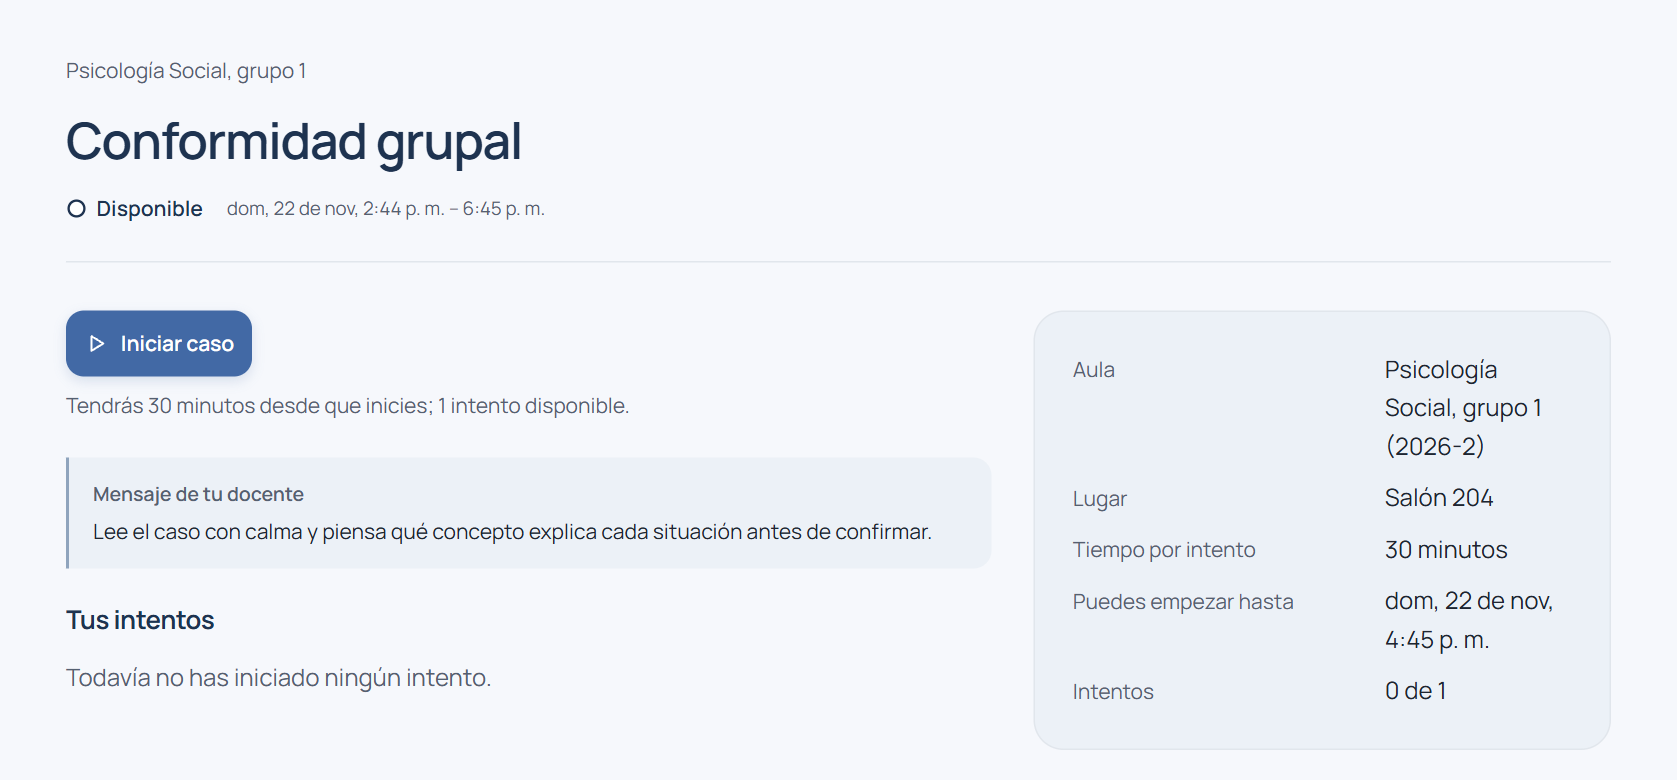 Psicología Social, grupo 1
Conformidad grupal
Disponible dom, 22 de nov, 2:44 p. m. – 6:45 p. m.
Iniciar caso
Tendrás 30 minutos desde que inicies; 1 intento disponible.
Mensaje de tu docente
Lee el caso con calma y piensa qué concepto explica cada situación antes de confirmar.
Tus intentos
Todavía no has iniciado ningún intento.
Aula Psicología
Social, grupo 1
(2026-2)
Lugar Salón 204
Tiempo por intento 30 minutos
Puedes empezar hasta dom, 22 de nov,
4:45 p. m.
Intentos 0 de 1